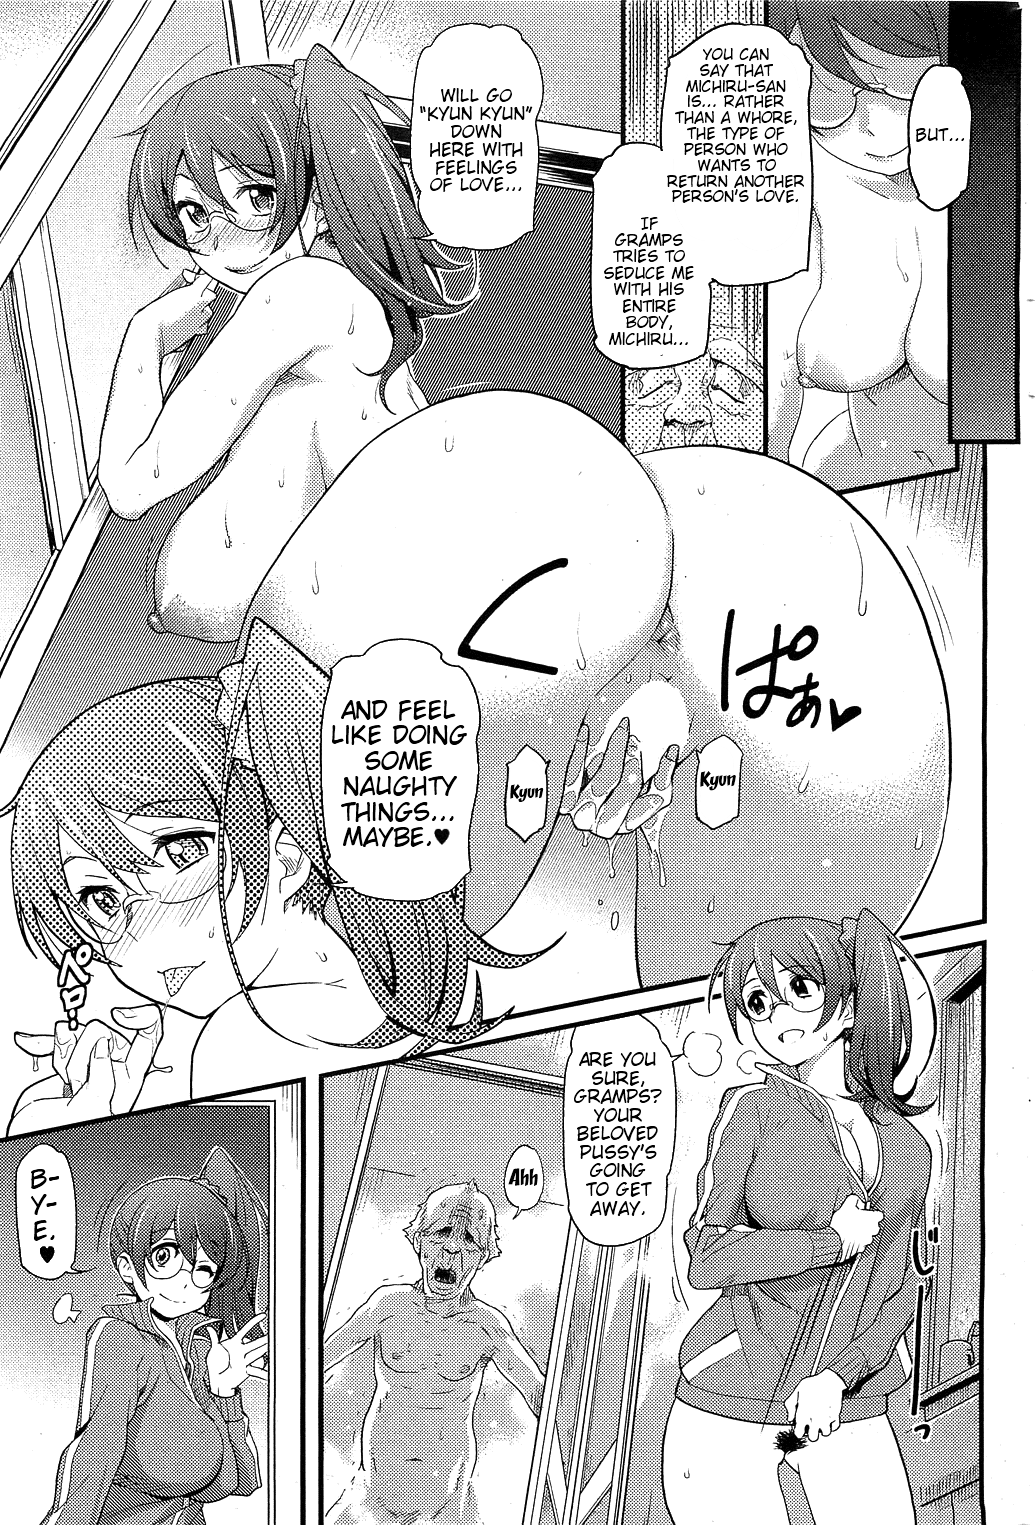 BUT...
YOU CAN
SAY THAT
MICHIRU-SAN
IS... RATHER
THAN A WHORE,
THE TYPE OF
PERSON WHO
WANTS TO
RETURN ANOTHER
PERSON'S LOVE.
IF
GRAMPS
TRIES TO
SEDUCE ME
WITH HIS
ENTIRE
BODY,
MICHIRU...
WILL GO
"KYUN KYUN"
DOWN
HERE WITH
FEELINGS
OF LOVE...
くぱぁ♥
Kyun
Kyun
AND FEEL
LIKE DOING
SOME
NAUGHTY
THINGS...
MAYBE.♥
ペロ!
ARE YOU
SURE,
GRAMPS?
YOUR
BELOVED
PUSSY'S
GOING
TO GET
AWAY.
じーっ
Ahh
B-
Y-
E.
♥